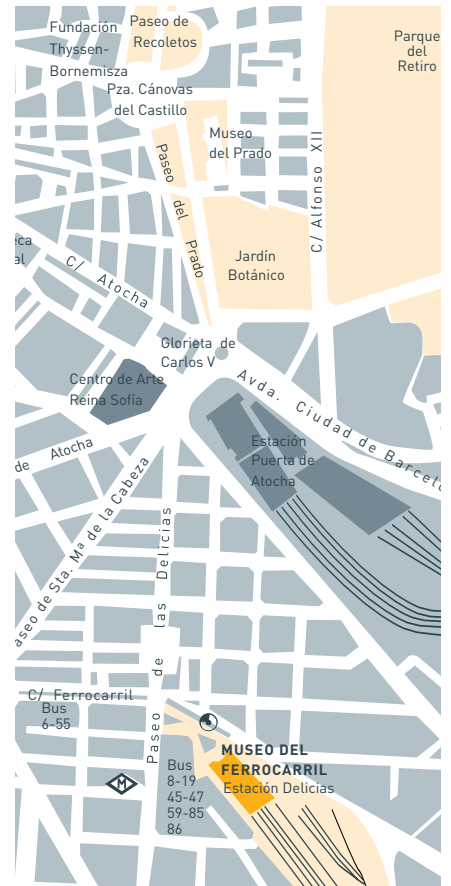 Fundación
Thyssen-
Bornemisza
Paseo de
Recoletos
Parque
del
Retiro
Pza. Cánovas
del Castillo
Museo
del Prado
C/ Alfonso XII
Paseo del Prado
Jardín
Botánico
C/ Atocha
Glorieta de
Carlos V
Centro de Arte
Reina Sofía
Avda. Ciudad de Barcelo
Estación
Puerta de
Atocha
de Atocha
aseo de Sta. Mª de la Cabeza
Paseo de las Delicias
C/ Ferrocarril
Bus
6-55
MUSEO DEL
FERROCARRIL
Estación Delicias
Bus
8-19
45-47
59-85
86
M